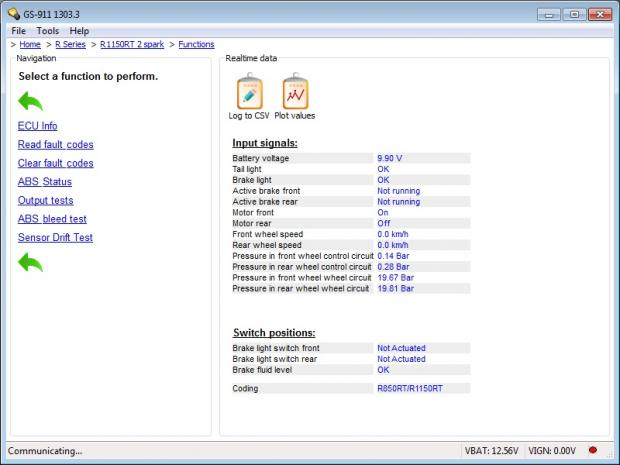 GS-911 1303.3
File Tools Help
> Home > R Series > R1150RT 2 spark > Functions
Navigation
Select a function to perform.
ECU Info
Read fault codes
Clear fault codes
ABS Status
Output tests
ABS bleed test
Sensor Drift Test
Realtime data
Log to CSV Plot values
Input signals:
Battery voltage 9.90 V
Tail light OK
Brake light OK
Active brake front Not running
Active brake rear Not running
Motor front On
Motor rear Off
Front wheel speed 0.0 km/h
Rear wheel speed 0.0 km/h
Pressure in front wheel control circuit 0.14 Bar
Pressure in rear wheel control circuit 0.28 Bar
Pressure in front wheel wheel circuit 19.67 Bar
Pressure in rear wheel wheel circuit 19.81 Bar
Switch positions:
Brake light switch front Not Actuated
Brake light switch rear Not Actuated
Brake fluid level OK
Coding R850RT/R1150RT
Communicating... VBAT: 12.56V VIGN: 0.00V